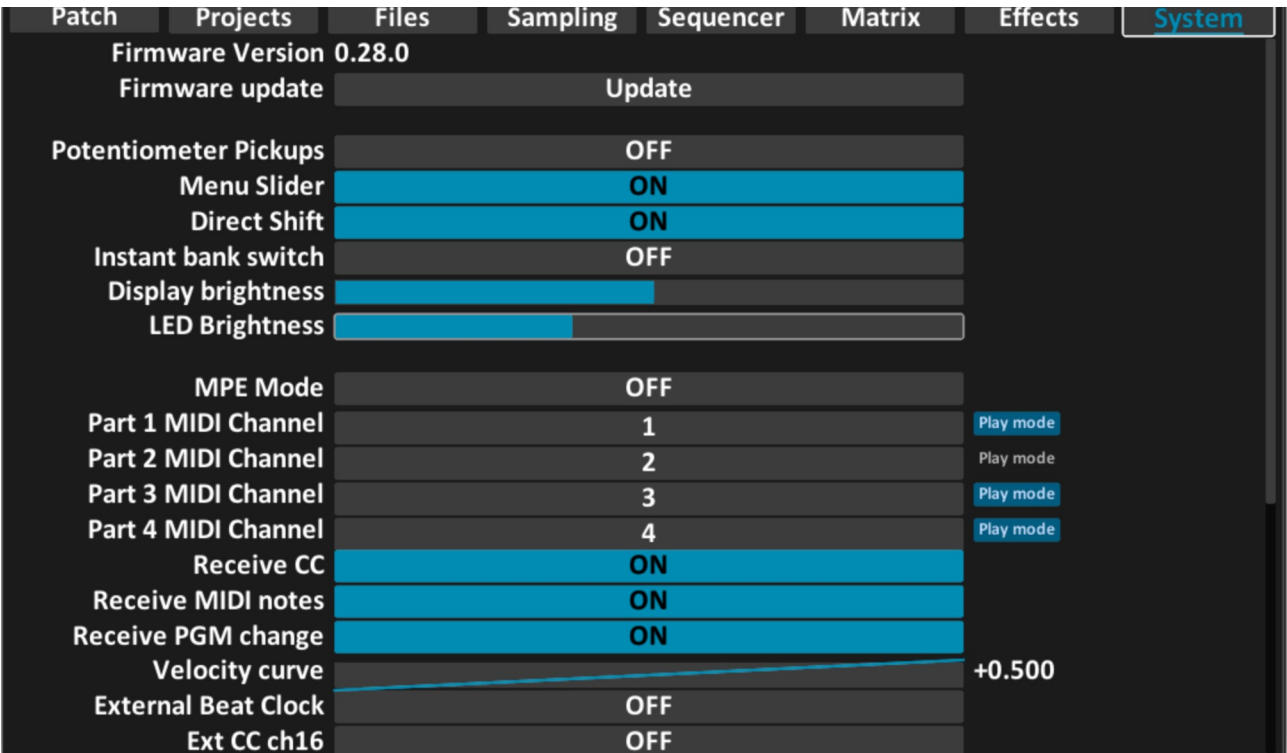 Patch Projects Files Sampling Sequencer Matrix Effects System
Firmware Version 0.28.0
Firmware update Update
Potentiometer Pickups OFF
Menu Slider ON
Direct Shift ON
Instant bank switch OFF
Display brightness
LED Brightness
MPE Mode OFF
Part 1 MIDI Channel 1 Play mode
Part 2 MIDI Channel 2 Play mode
Part 3 MIDI Channel 3 Play mode
Part 4 MIDI Channel 4 Play mode
Receive CC ON
Receive MIDI notes ON
Receive PGM change ON
Velocity curve +0.500
External Beat Clock OFF
Ext CC ch16 OFF